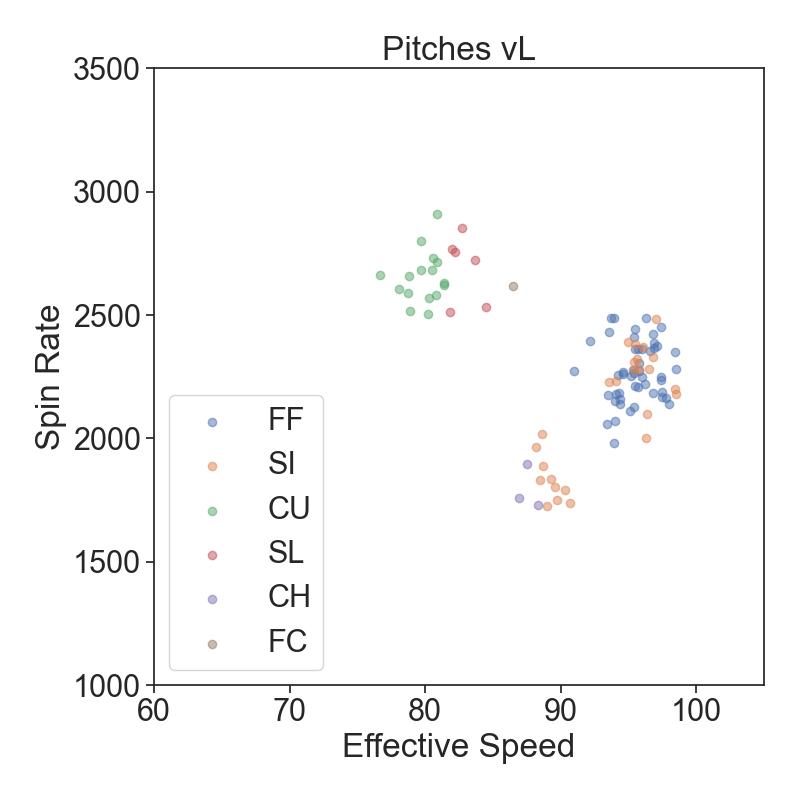 Pitches vL
3500
3000
2500
2000
1500
1000
Spin Rate
FF
SI
CU
SL
CH
FC
60 70 80 90 100
Effective Speed